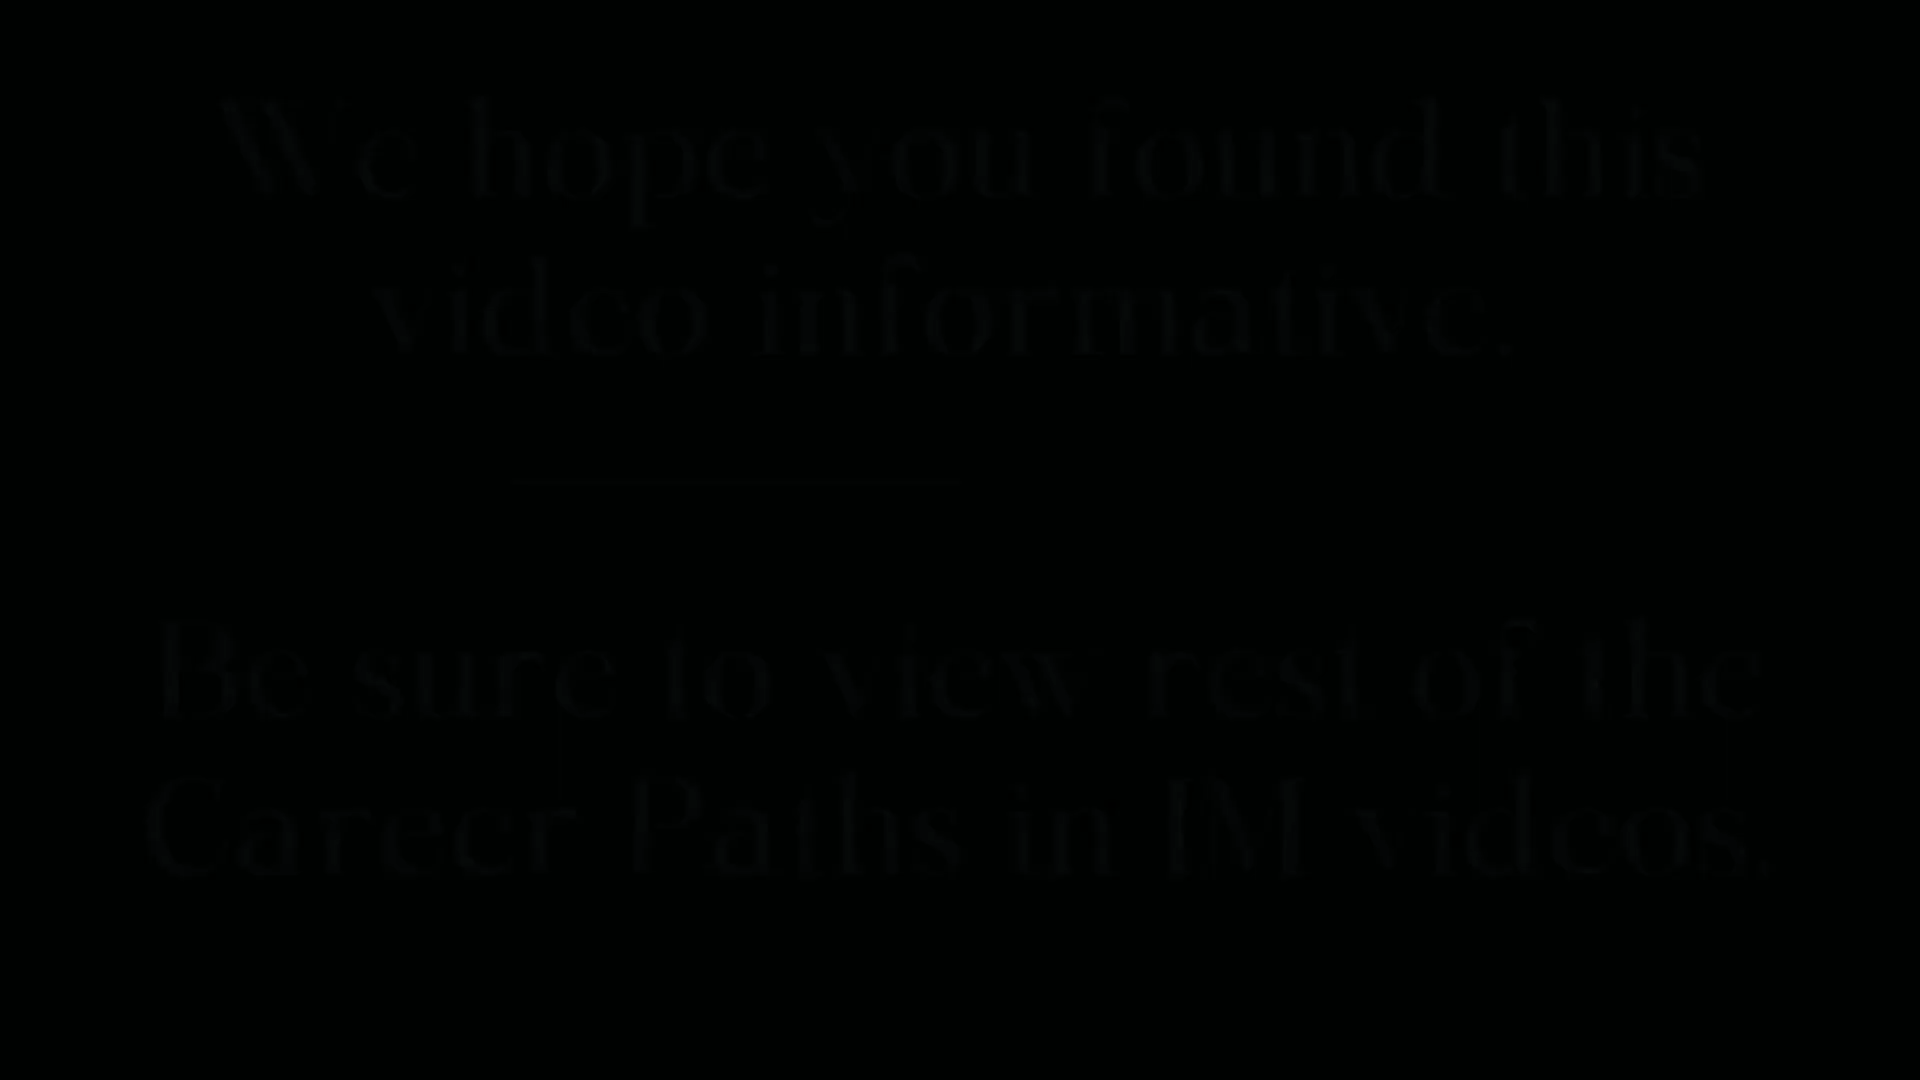 We hope you found this
video informative.
Be sure to view rest of the
Career Paths in IM videos.